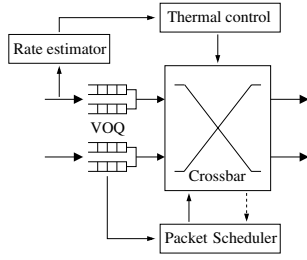 Thermal control
Rate estimator
VOQ
Crossbar
Packet Scheduler